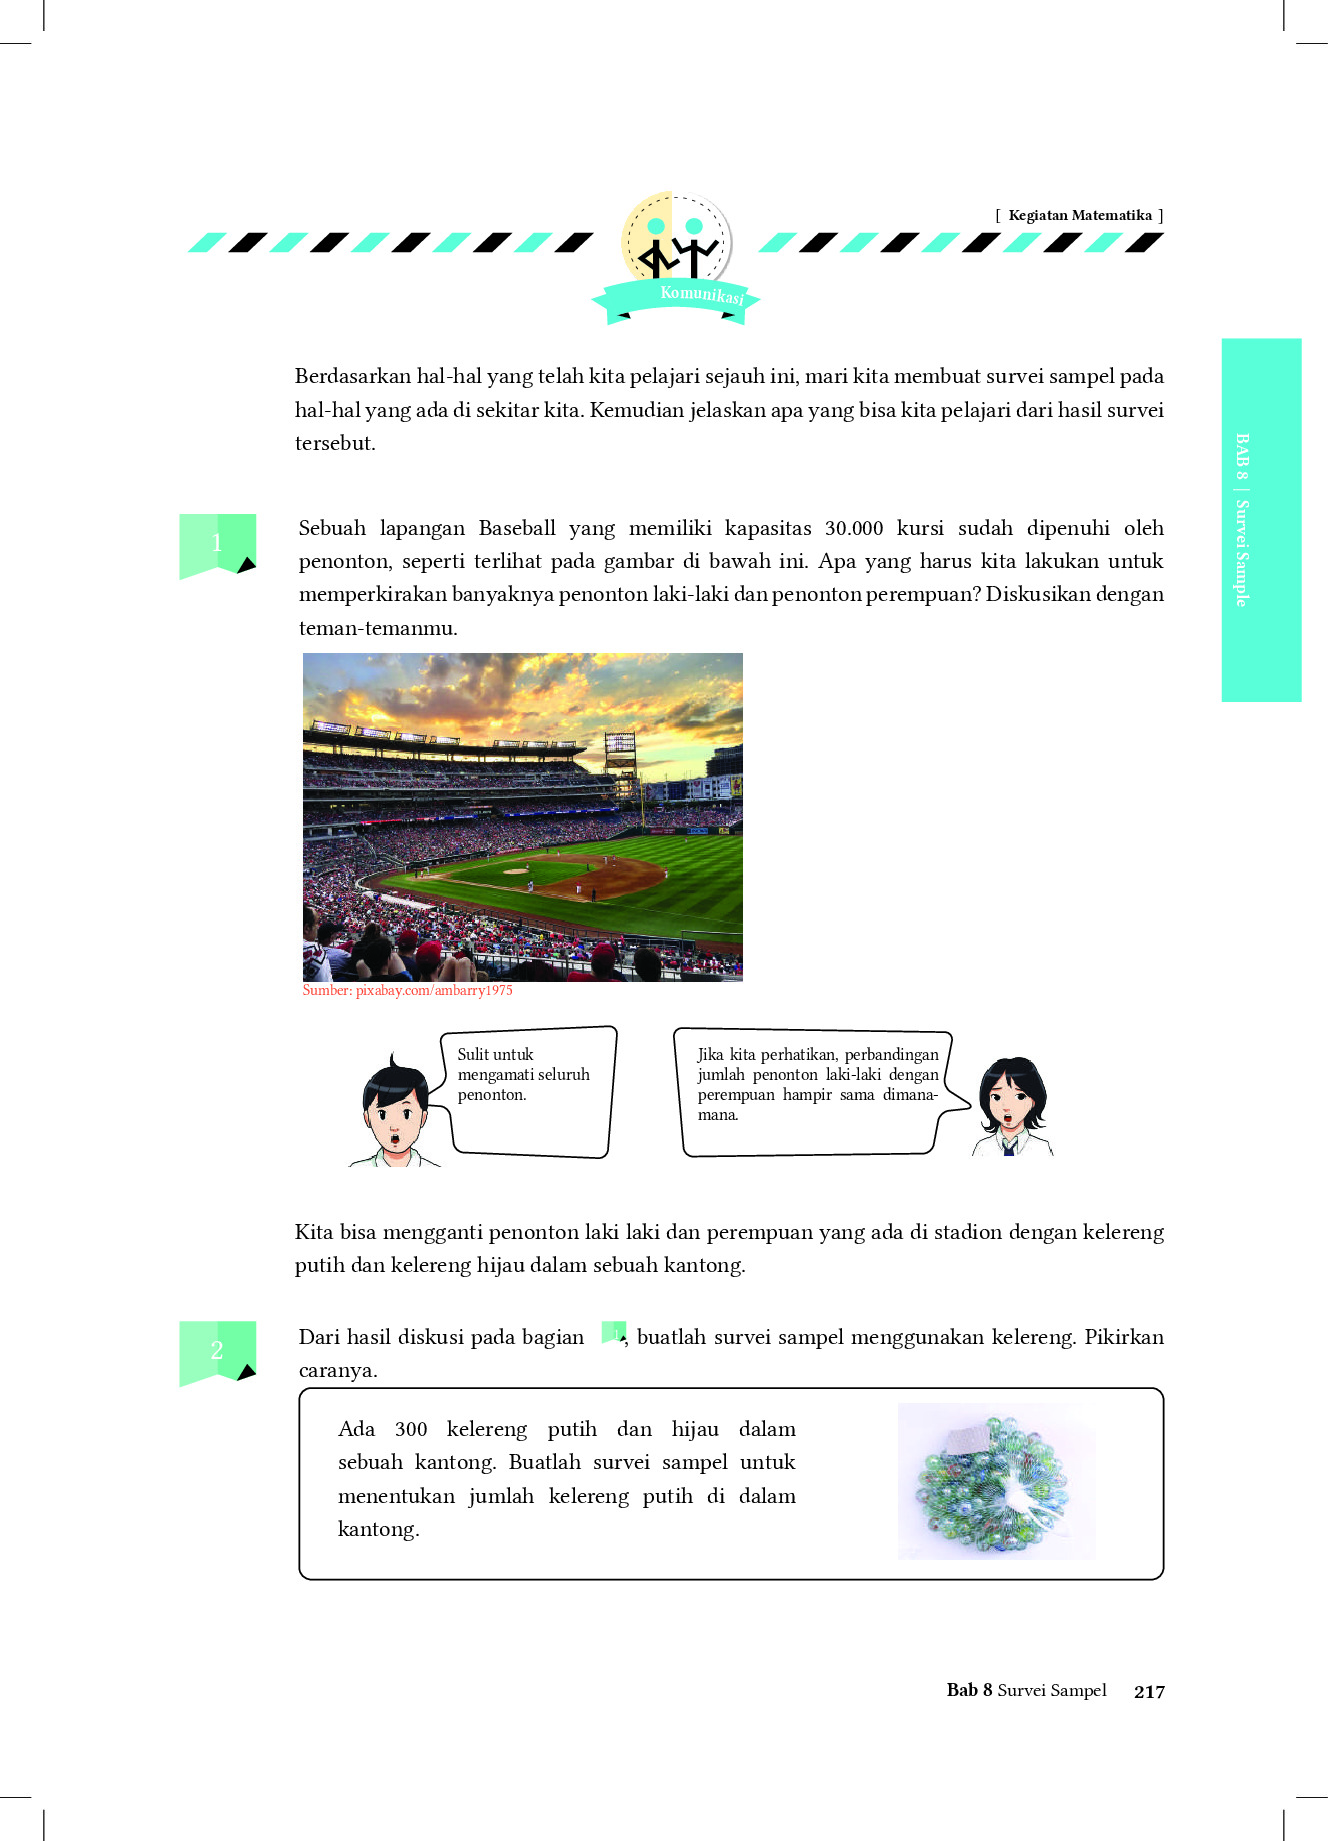 [ Kegiatan Matematika ]
Komunikasi
Berdasarkan hal-hal yang telah kita pelajari sejauh ini, mari kita membuat survei sampel pada
hal-hal yang ada di sekitar kita. Kemudian jelaskan apa yang bisa kita pelajari dari hasil survei
tersebut.
BAB 8 | Survei Sample
1
Sebuah lapangan Baseball yang memiliki kapasitas 30.000 kursi sudah dipenuhi oleh
penonton, seperti terlihat pada gambar di bawah ini. Apa yang harus kita lakukan untuk
memperkirakan banyaknya penonton laki-laki dan penonton perempuan? Diskusikan dengan
teman-temanmu.
Sumber: pixabay.com/ambarry1975
Sulit untuk
mengamati seluruh
penonton.
Jika kita perhatikan, perbandingan
jumlah penonton laki-laki dengan
perempuan hampir sama dimana-
mana.
Kita bisa mengganti penonton laki laki dan perempuan yang ada di stadion dengan kelereng
putih dan kelereng hijau dalam sebuah kantong.
2
Dari hasil diskusi pada bagian , buatlah survei sampel menggunakan kelereng. Pikirkan
caranya.
Ada 300 kelereng putih dan hijau dalam
sebuah kantong. Buatlah survei sampel untuk
menentukan jumlah kelereng putih di dalam
kantong.
Bab 8 Survei Sampel 217